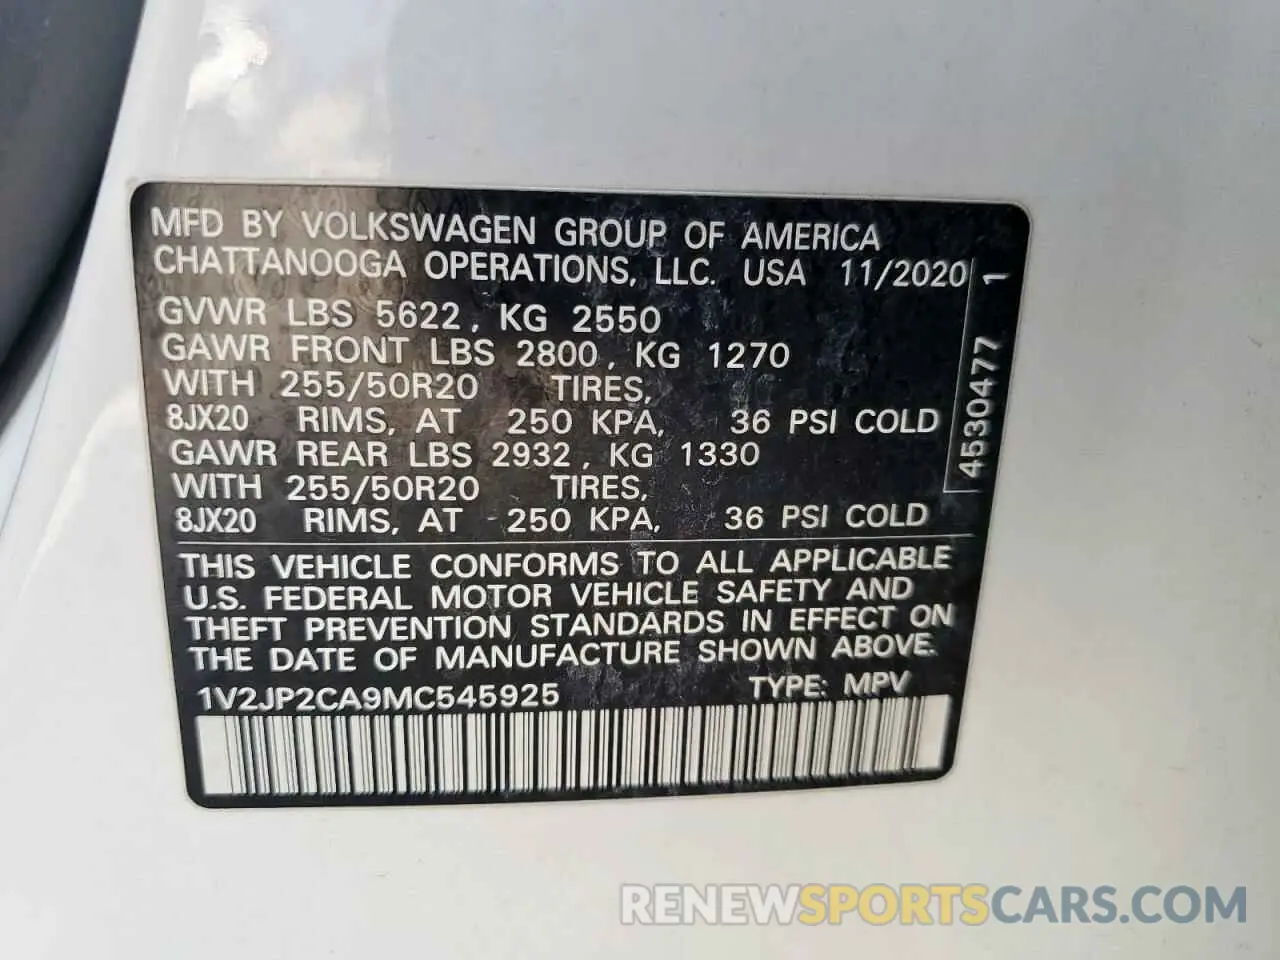 MFD BY VOLKSWAGEN GROUP OF AMERICA
CHATTANOOGA OPERATIONS, LLC. USA 11/2020
GVWR LBS 5622, KG 2550
GAWR FRONT LBS 2800, KG 1270
WITH 255/50R20 TIRES,
8JX20 RIMS, AT 250 KPA, 36 PSI COLD
GAWR REAR LBS 2932, KG 1330
WITH 255/50R20 TIRES,
8JX20 RIMS, AT 250 KPA, 36 PSI COLD
4530477 1
THIS VEHICLE CONFORMS TO ALL APPLICABLE
U.S. FEDERAL MOTOR VEHICLE SAFETY AND
THEFT PREVENTION STANDARDS IN EFFECT ON
THE DATE OF MANUFACTURE SHOWN ABOVE.
1V2JP2CA9MC545925 TYPE: MPV
RENEWSPORTSCARS.COM